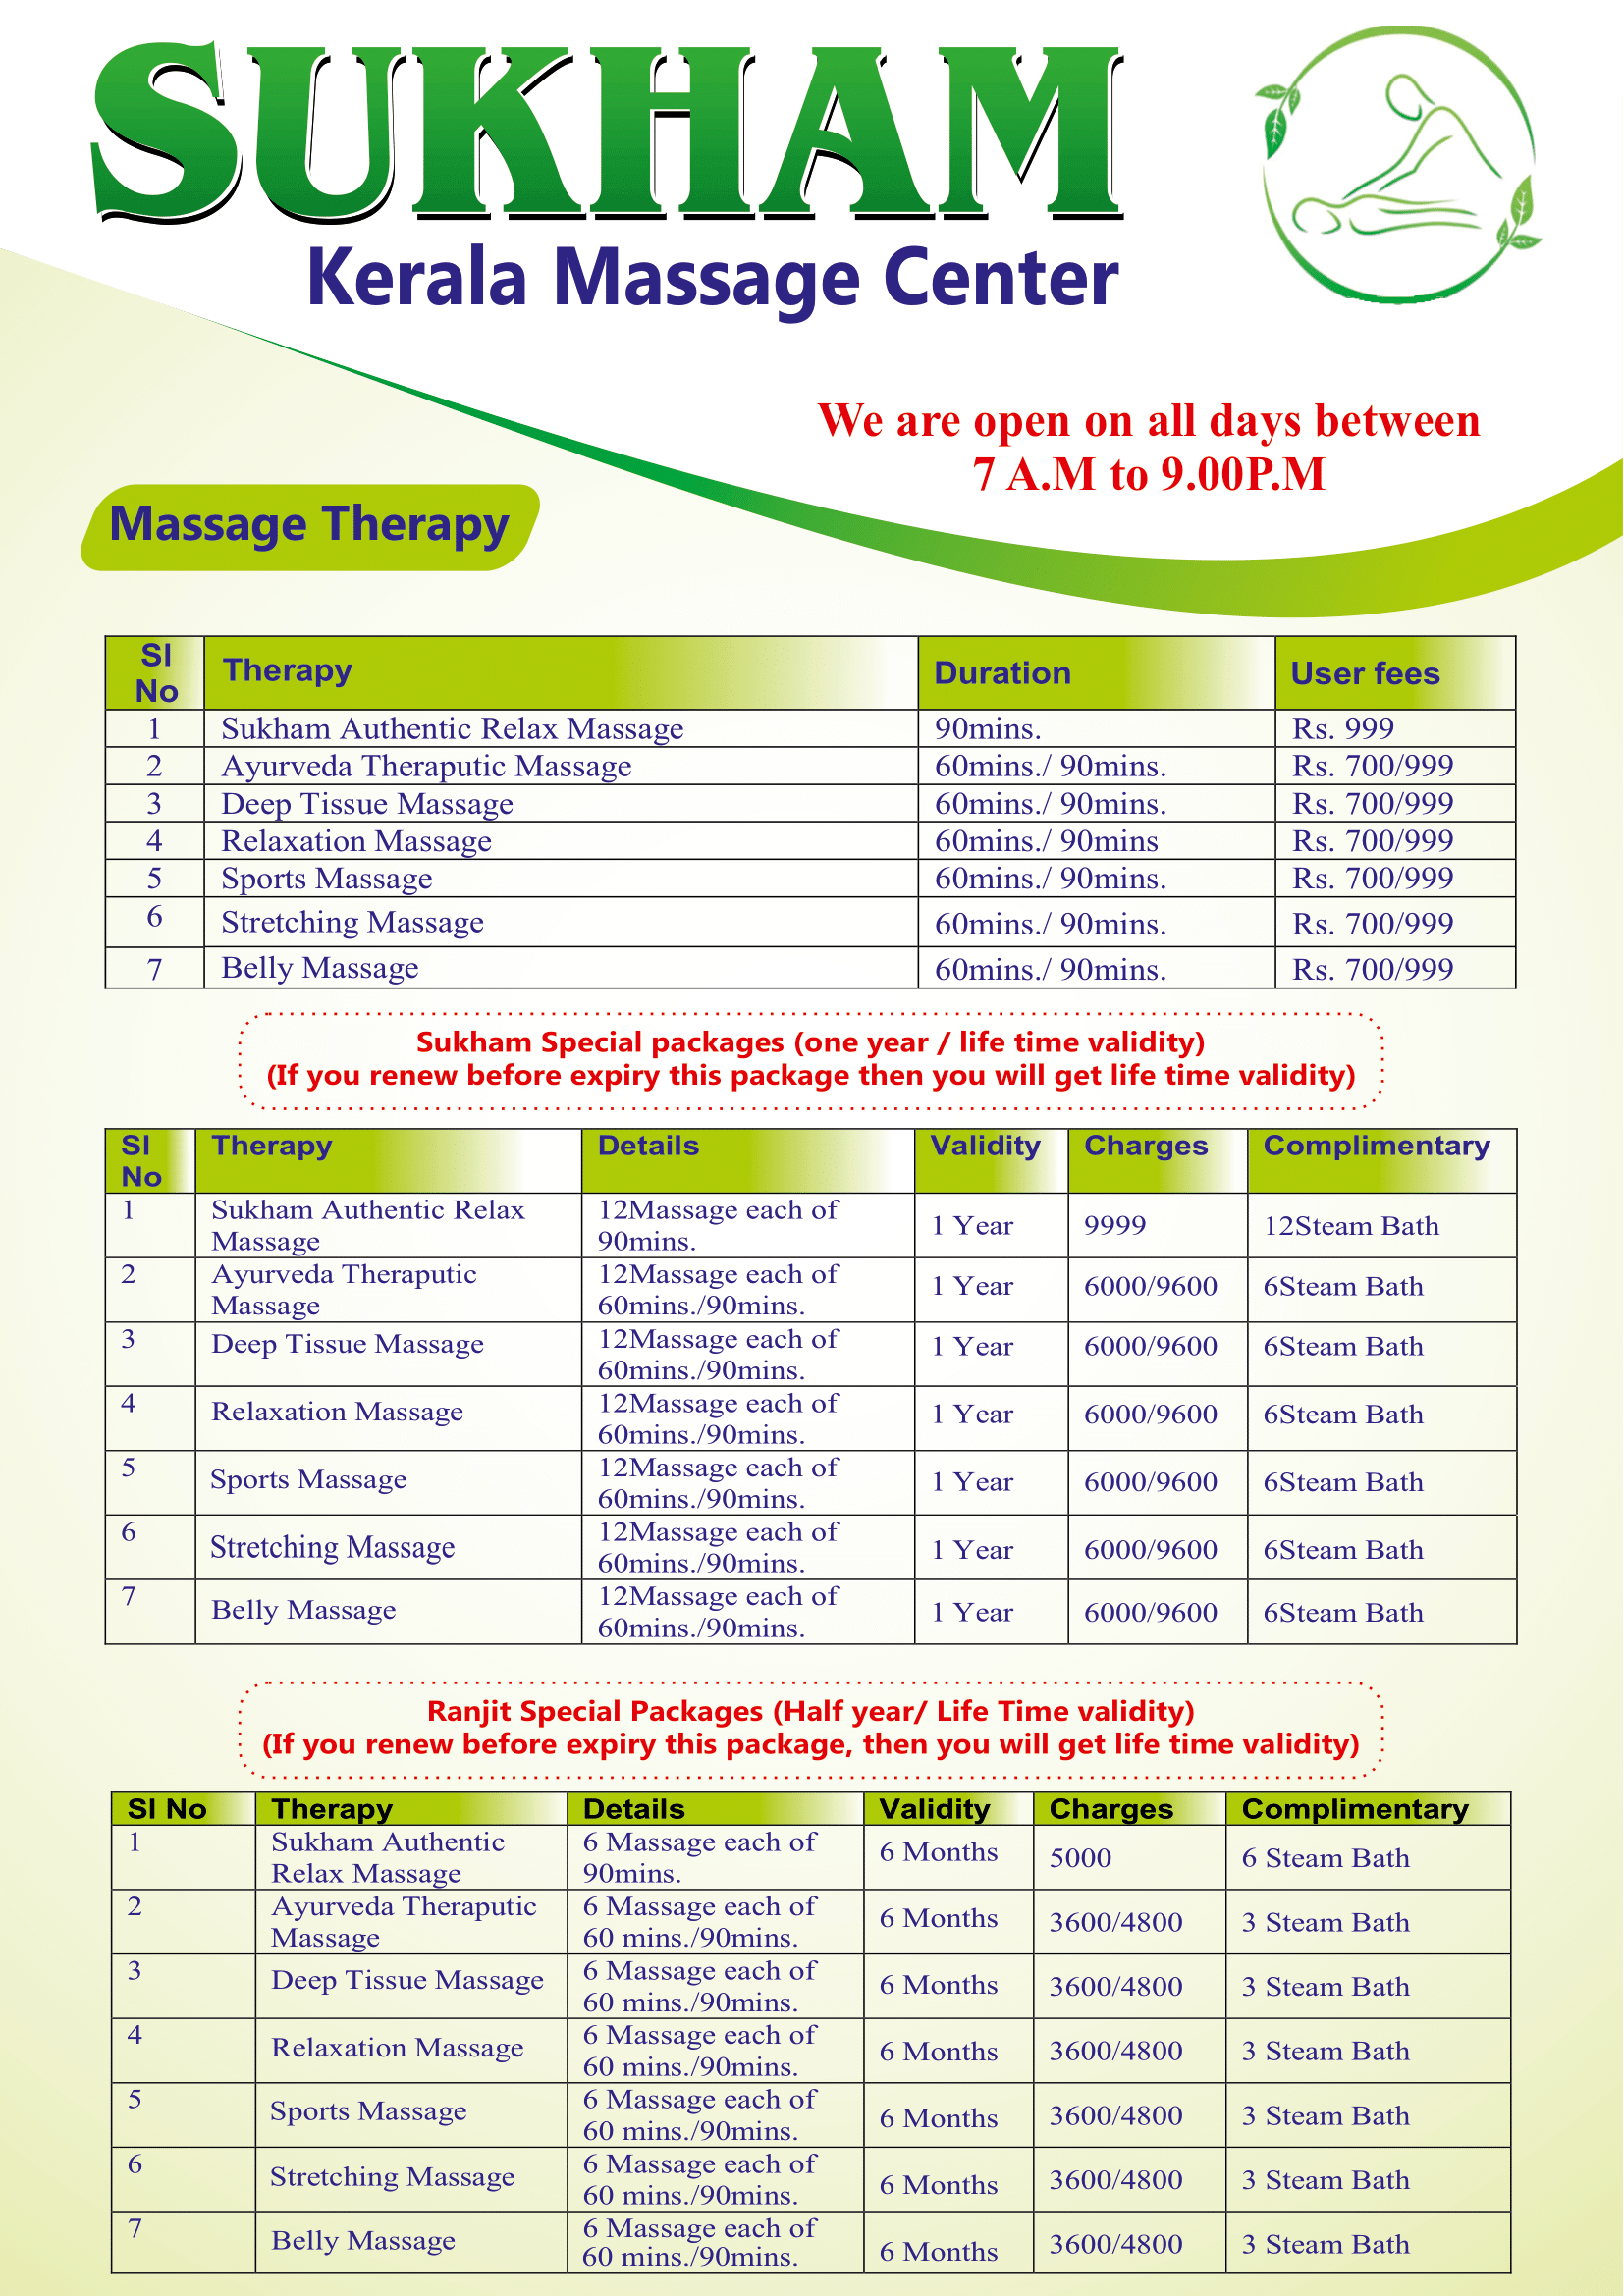 SUKHAM
Kerala Massage Center
We are open on all days between
7 A.M to 9.00P.M
Massage Therapy
Sl No Therapy Duration User fees
1 Sukham Authentic Relax Massage 90mins. Rs. 999
2 Ayurveda Theraputic Massage 60mins./ 90mins. Rs. 700/999
3 Deep Tissue Massage 60mins./ 90mins. Rs. 700/999
4 Relaxation Massage 60mins./ 90mins Rs. 700/999
5 Sports Massage 60mins./ 90mins. Rs. 700/999
6 Stretching Massage 60mins./ 90mins. Rs. 700/999
7 Belly Massage 60mins./ 90mins. Rs. 700/999
Sukham Special packages (one year / life time validity)
(If you renew before expiry this package then you will get life time validity)
Sl No Therapy Details Validity Charges Complimentary
1 Sukham Authentic Relax Massage 12Massage each of 90mins. 1 Year 9999 12Steam Bath
2 Ayurveda Theraputic Massage 12Massage each of 60mins./90mins. 1 Year 6000/9600 6Steam Bath
3 Deep Tissue Massage 12Massage each of 60mins./90mins. 1 Year 6000/9600 6Steam Bath
4 Relaxation Massage 12Massage each of 60mins./90mins. 1 Year 6000/9600 6Steam Bath
5 Sports Massage 12Massage each of 60mins./90mins. 1 Year 6000/9600 6Steam Bath
6 Stretching Massage 12Massage each of 60mins./90mins. 1 Year 6000/9600 6Steam Bath
7 Belly Massage 12Massage each of 60mins./90mins. 1 Year 6000/9600 6Steam Bath
Ranjit Special Packages (Half year/ Life Time validity)
(If you renew before expiry this package, then you will get life time validity)
Sl No Therapy Details Validity Charges Complimentary
1 Sukham Authentic Relax Massage 6 Massage each of 90mins. 6 Months 5000 6 Steam Bath
2 Ayurveda Theraputic Massage 6 Massage each of 60 mins./90mins. 6 Months 3600/4800 3 Steam Bath
3 Deep Tissue Massage 6 Massage each of 60 mins./90mins. 6 Months 3600/4800 3 Steam Bath
4 Relaxation Massage 6 Massage each of 60 mins./90mins. 6 Months 3600/4800 3 Steam Bath
5 Sports Massage 6 Massage each of 60 mins./90mins. 6 Months 3600/4800 3 Steam Bath
6 Stretching Massage 6 Massage each of 60 mins./90mins. 6 Months 3600/4800 3 Steam Bath
7 Belly Massage 6 Massage each of 60 mins./90mins. 6 Months 3600/4800 3 Steam Bath